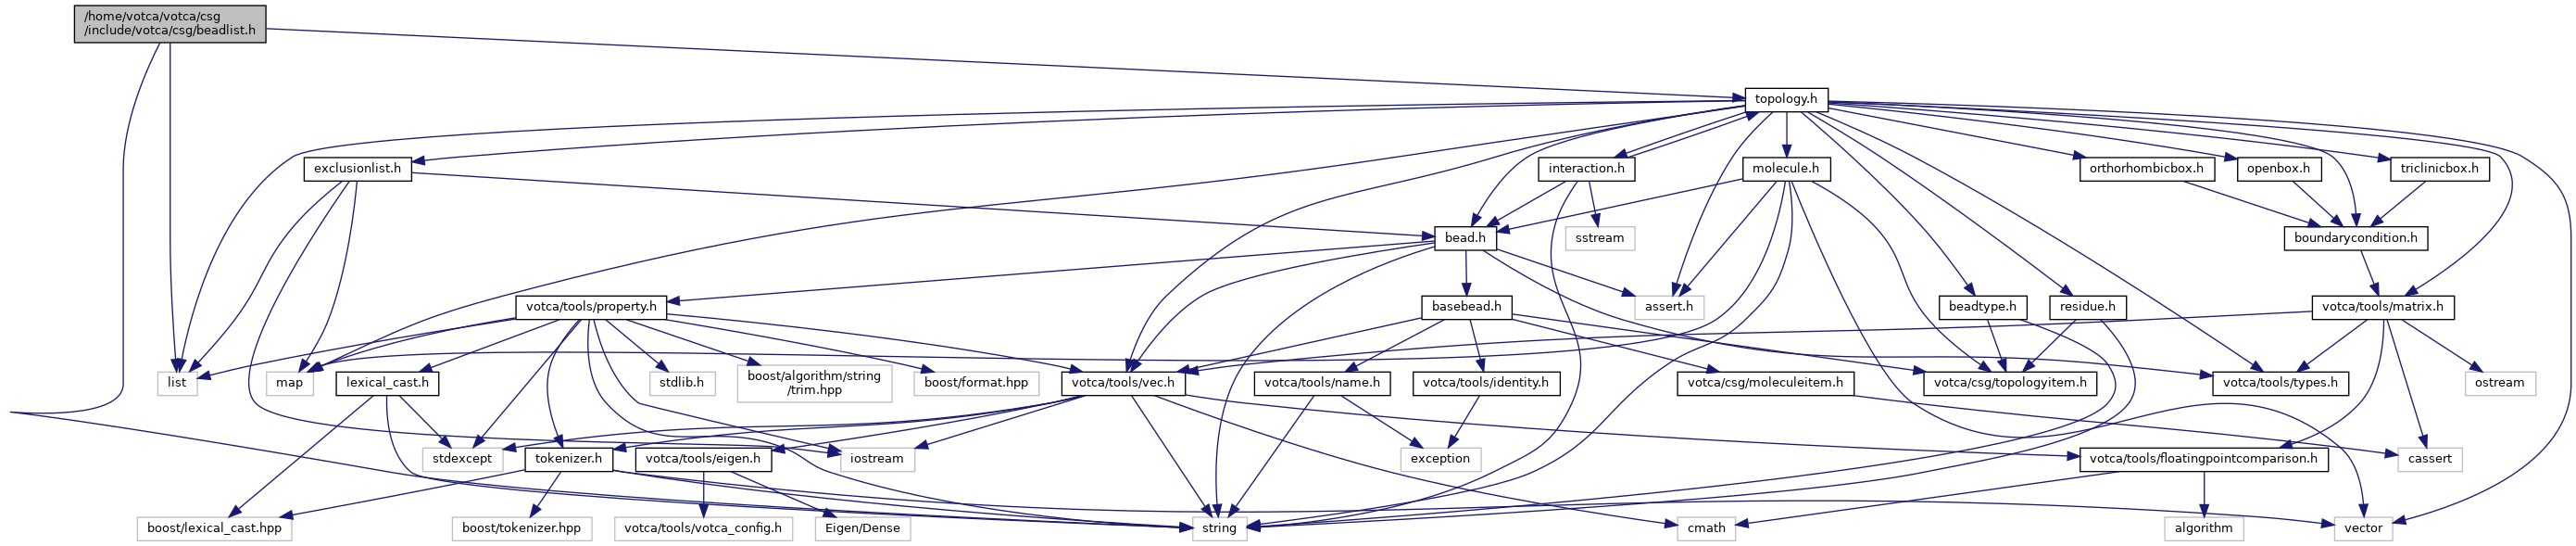 /home/votca/votca/csg
/include/votca/csg/beadlist.h
topology.h
exclusionlist.h
interaction.h
molecule.h
orthorhombicbox.h
openbox.h
triclinicbox.h
bead.h
sstream
boundarycondition.h
votca/tools/property.h
basebead.h
assert.h
beadtype.h
residue.h
votca/tools/matrix.h
list
map
lexical_cast.h
stdlib.h
boost/algorithm/string
/trim.hpp
boost/format.hpp
votca/tools/vec.h
votca/tools/name.h
votca/tools/identity.h
votca/csg/moleculeitem.h
votca/csg/topologyitem.h
votca/tools/types.h
ostream
stdexcept
tokenizer.h
votca/tools/eigen.h
iostream
exception
votca/tools/floatingpointcomparison.h
cassert
boost/lexical_cast.hpp
boost/tokenizer.hpp
votca/tools/votca_config.h
Eigen/Dense
string
cmath
algorithm
vector